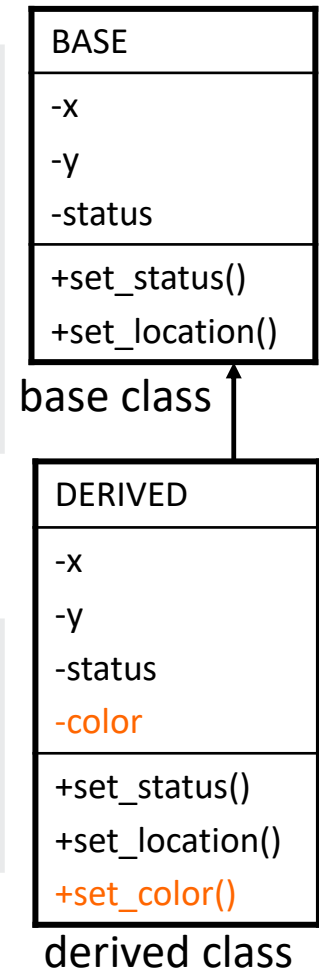 BASE
-x
-y
-status
+set_status()
+set_location()
base class
DERIVED
-x
-y
-status
-color
+set_status()
+set_location()
+set_color()
derived class